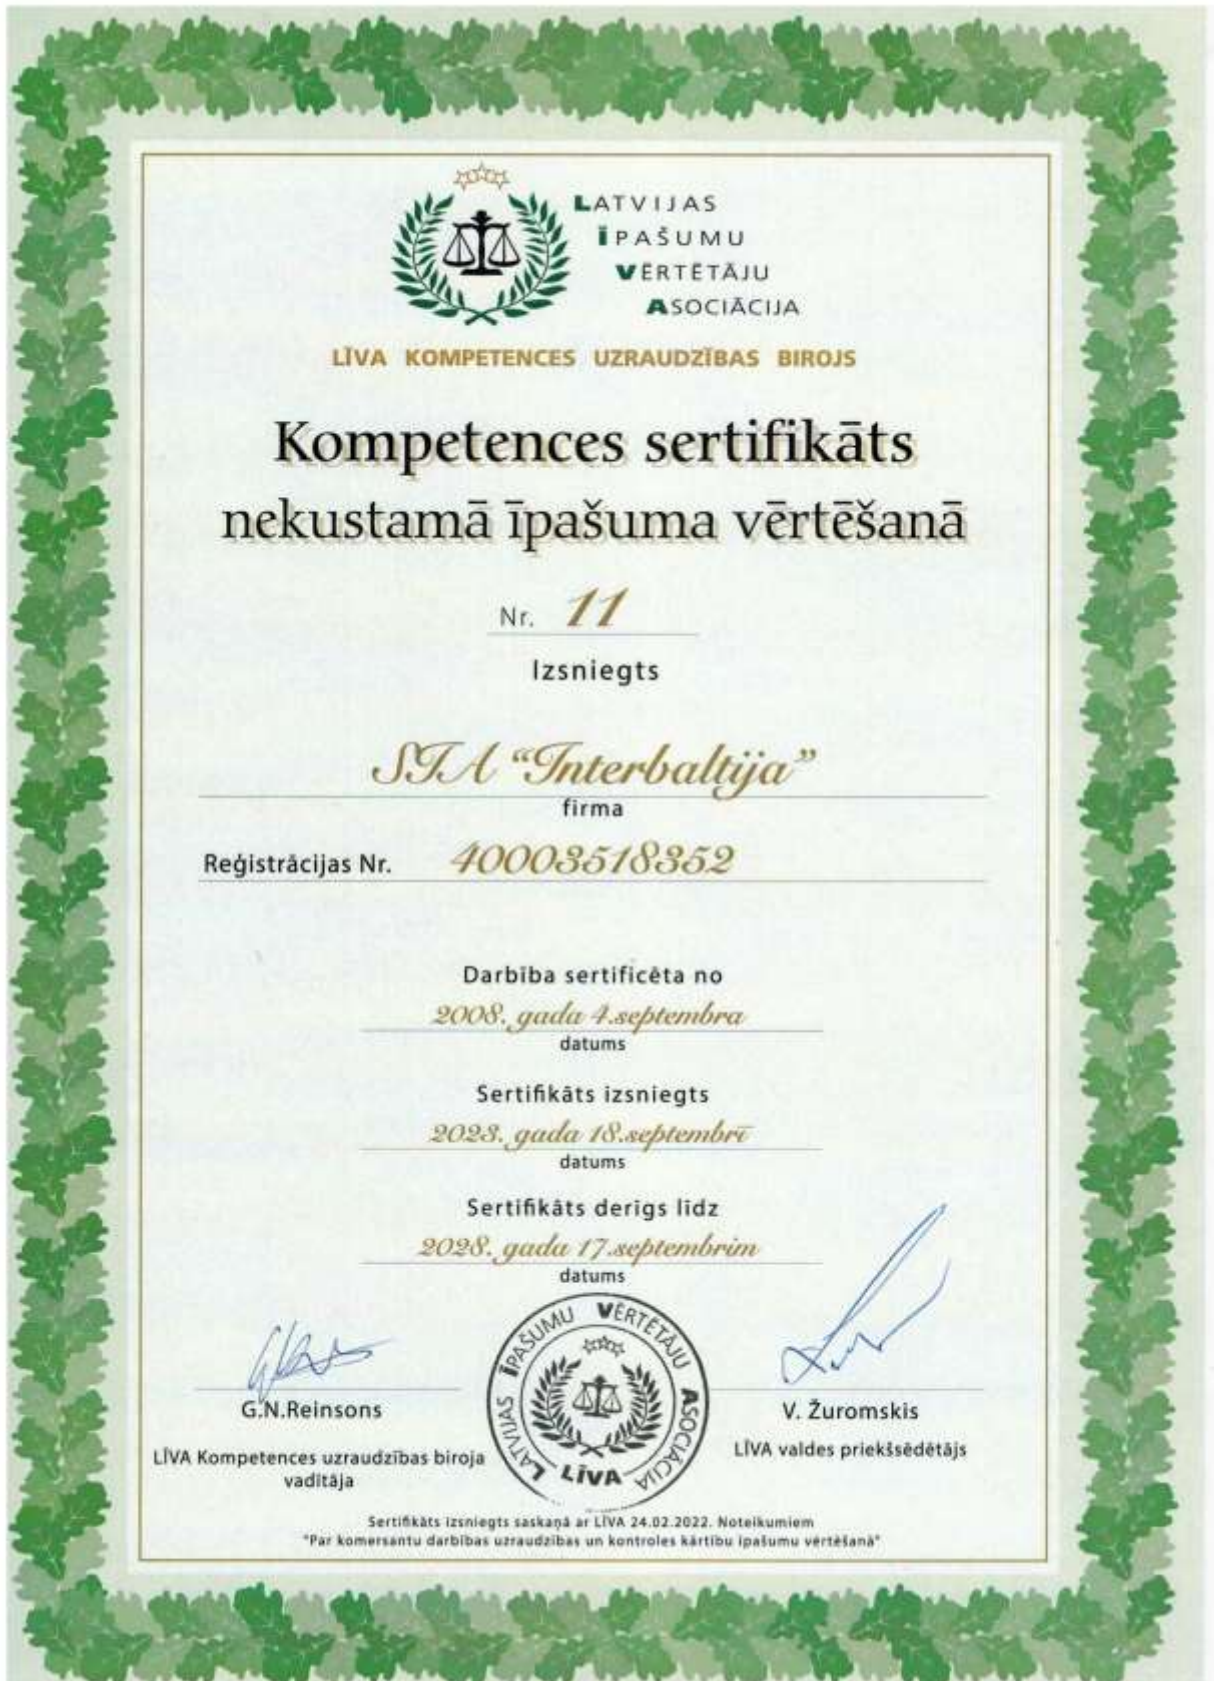 LATVIJAS
ĪPAŠUMU
VĒRTĒTĀJU
ASOCIĀCIJA
LĪVA KOMPETENCES UZRAUDZĪBAS BIROJS
Kompetences sertifikāts
nekustamā īpašuma vērtēšanā
Nr. 11
Izsniegts
SIA “Interbaltija”
firma
Reģistrācijas Nr. 40003518352
Darbība sertificēta no
2008. gada 4.septembra
datums
Sertifikāts izsniegts
2023. gada 18.septembrī
datums
Sertifikāts derīgs līdz
2028. gada 17.septembrim
datums
LATVIJAS ĪPAŠUMU VĒRTĒTĀJU ASOCIĀCIJA
LĪVA
G.N.Reinsons
LĪVA Kompetences uzraudzības biroja
vadītāja
V. Žuromskis
LĪVA valdes priekšsēdētājs
Sertifikāts izsniegts saskaņā ar LĪVA 24.02.2022. Noteikumiem
"Par komersantu darbības uzraudzības un kontroles kārtību īpašumu vērtēšanā"